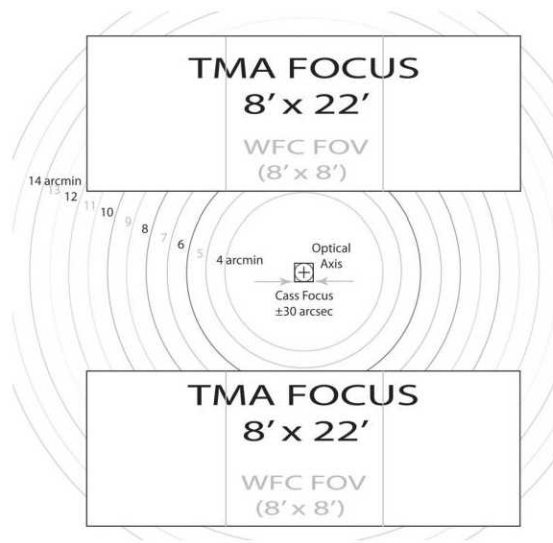 TMA FOCUS
8' x 22'
WFC FOV
(8' x 8')
14 arcmin
13
12
11
10
9
8
7
6
5
4 arcmin
Optical
Axis
Cass Focus
±30 arcsec
TMA FOCUS
8' x 22'
WFC FOV
(8' x 8')